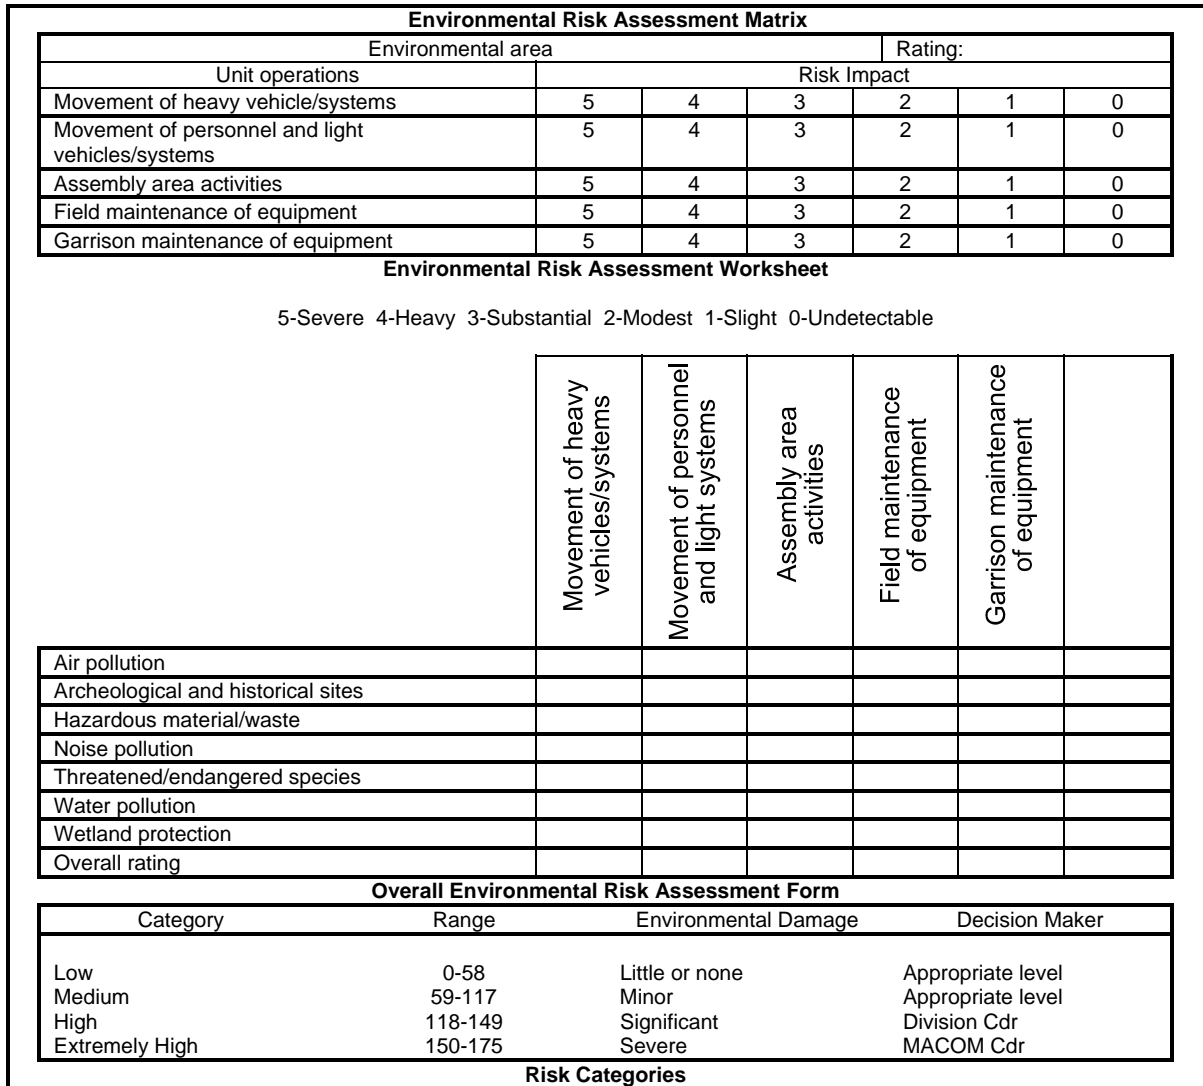 Environmental Risk Assessment Matrix
Environmental area Rating:
Unit operations Risk Impact
Movement of heavy vehicle/systems 5 4 3 2 1 0
Movement of personnel and light 5 4 3 2 1 0
vehicles/systems
Assembly area activities 5 4 3 2 1 0
Field maintenance of equipment 5 4 3 2 1 0
Garrison maintenance of equipment 5 4 3 2 1 0
Environmental Risk Assessment Worksheet
5-Severe 4-Heavy 3-Substantial 2-Modest 1-Slight 0-Undetectable
Movement of heavy
vehicles/systems
Movement of personnel
and light systems
Assembly area
activities
Field maintenance
of equipment
Garrison maintenance
of equipment
Air pollution
Archeological and historical sites
Hazardous material/waste
Noise pollution
Threatened/endangered species
Water pollution
Wetland protection
Overall rating
Overall Environmental Risk Assessment Form
Category Range Environmental Damage Decision Maker
Low 0-58 Little or none Appropriate level
Medium 59-117 Minor Appropriate level
High 118-149 Significant Division Cdr
Extremely High 150-175 Severe MACOM Cdr
Risk Categories